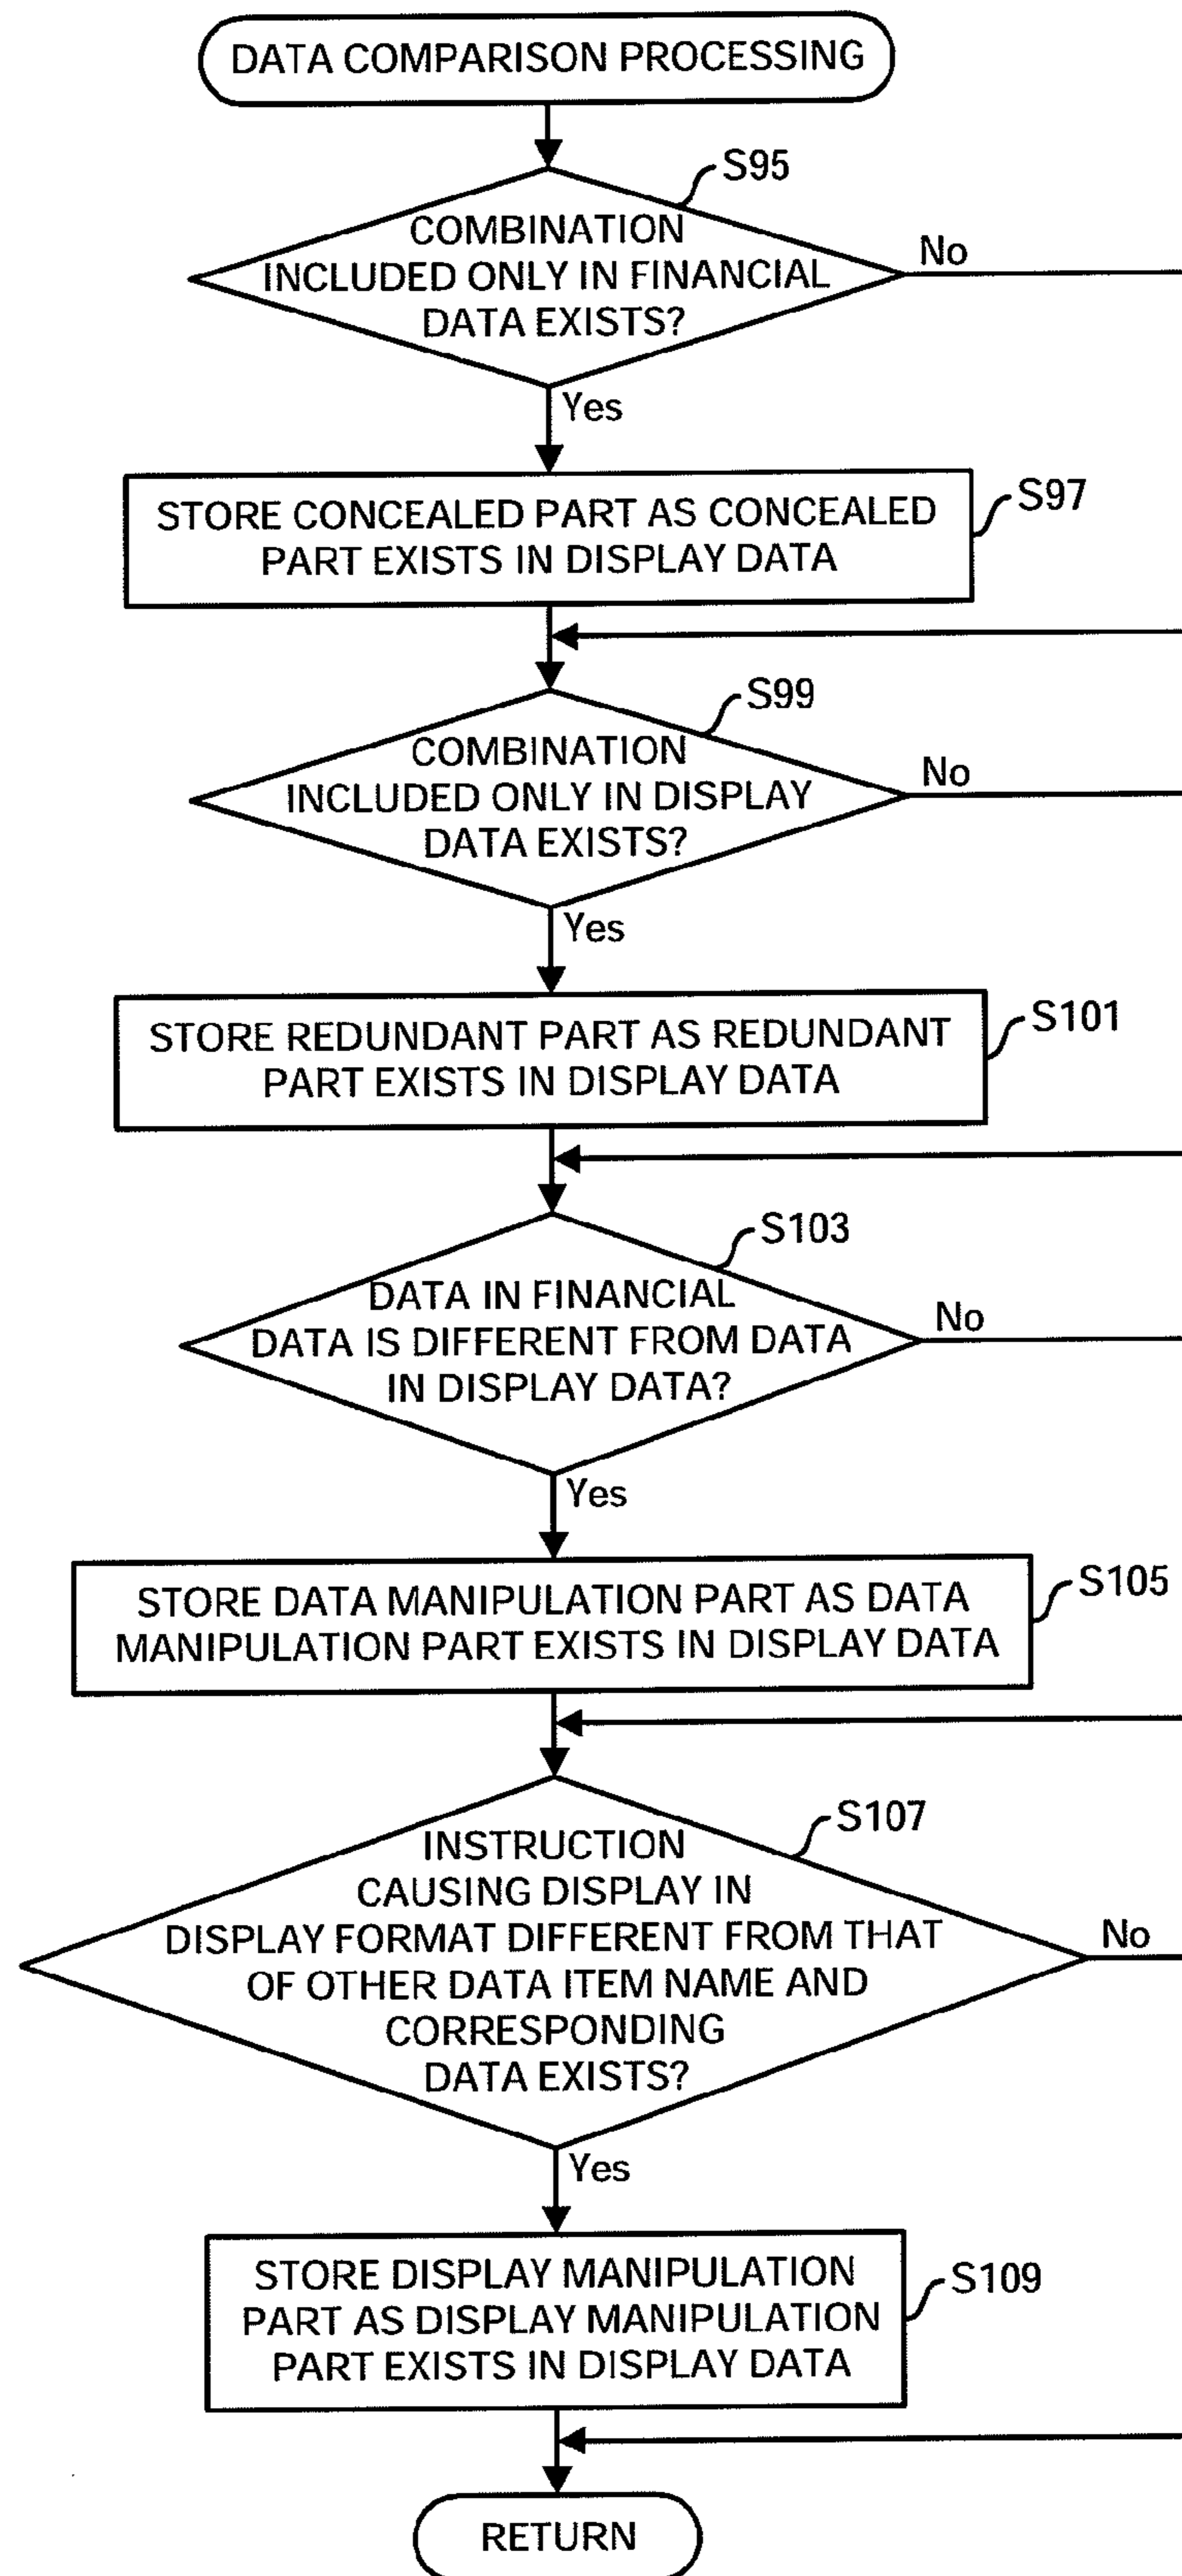 DATA COMPARISON PROCESSING
S95
COMBINATION
INCLUDED ONLY IN FINANCIAL
DATA EXISTS?
No
Yes
S97
STORE CONCEALED PART AS CONCEALED
PART EXISTS IN DISPLAY DATA
S99
COMBINATION
INCLUDED ONLY IN DISPLAY
DATA EXISTS?
No
Yes
S101
STORE REDUNDANT PART AS REDUNDANT
PART EXISTS IN DISPLAY DATA
S103
DATA IN FINANCIAL
DATA IS DIFFERENT FROM DATA
IN DISPLAY DATA?
No
Yes
S105
STORE DATA MANIPULATION PART AS DATA
MANIPULATION PART EXISTS IN DISPLAY DATA
S107
INSTRUCTION
CAUSING DISPLAY IN
DISPLAY FORMAT DIFFERENT FROM THAT
OF OTHER DATA ITEM NAME AND
CORRESPONDING
DATA EXISTS?
No
Yes
S109
STORE DISPLAY MANIPULATION
PART AS DISPLAY MANIPULATION
PART EXISTS IN DISPLAY DATA
RETURN